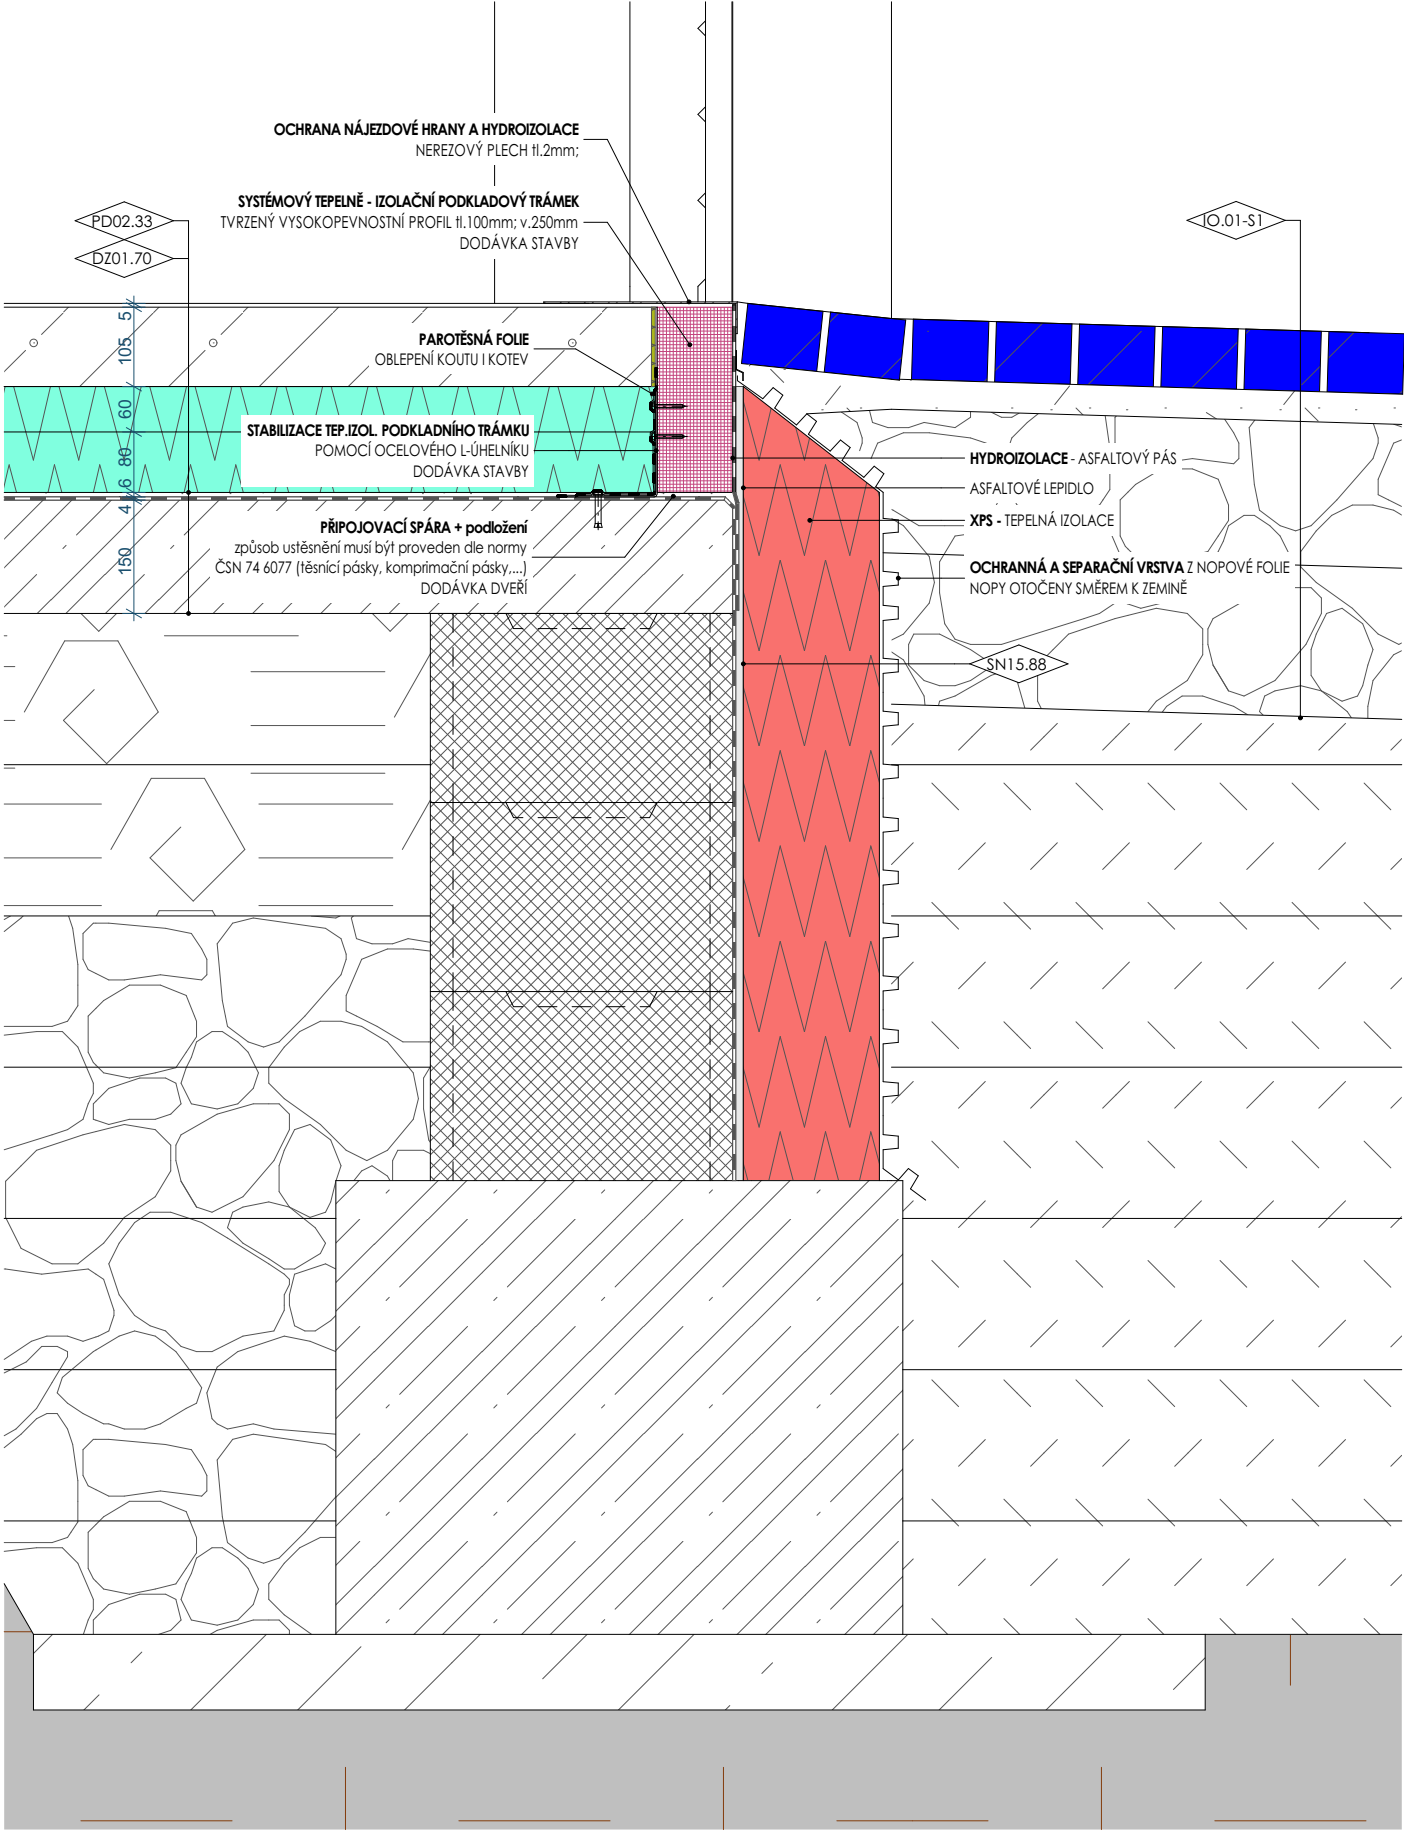 OCHRANA NÁJEZDOVÉ HRANY A HYDROIZOLACE
NEREZOVÝ PLECH tl.2mm;
SYSTÉMOVÝ TEPELNĚ - IZOLAČNÍ PODKLADOVÝ TRÁMEK
TVRZENÝ VYSOKOPEVNOSTNÍ PROFIL tl.100mm; v.250mm
DODÁVKA STAVBY
PD02.33
DZ01.70
JO.01-S1
5
105
60
80
6
4
150
PAROTĚSNÁ FOLIE
OBLEPENÍ KOUTU I KOTEV
STABILIZACE TEP.IZOL. PODKLADNÍHO TRÁMKU
POMOCÍ OCELOVÉHO L-ÚHELNÍKU
DODÁVKA STAVBY
PŘIPOJOVACÍ SPÁRA + podložení
způsob ustěsnění musí být proveden dle normy
ČSN 74 6077 (těsnící pásky, komprimační pásky,...)
DODÁVKA DVEŘÍ
HYDROIZOLACE - ASFALTOVÝ PÁS
ASFALTOVÉ LEPIDLO
XPS - TEPELNÁ IZOLACE
OCHRANNÁ A SEPARAČNÍ VRSTVA Z NOPOVÉ FOLIE
NOPY OTOČENY SMĚREM K ZEMINĚ
SN15.88